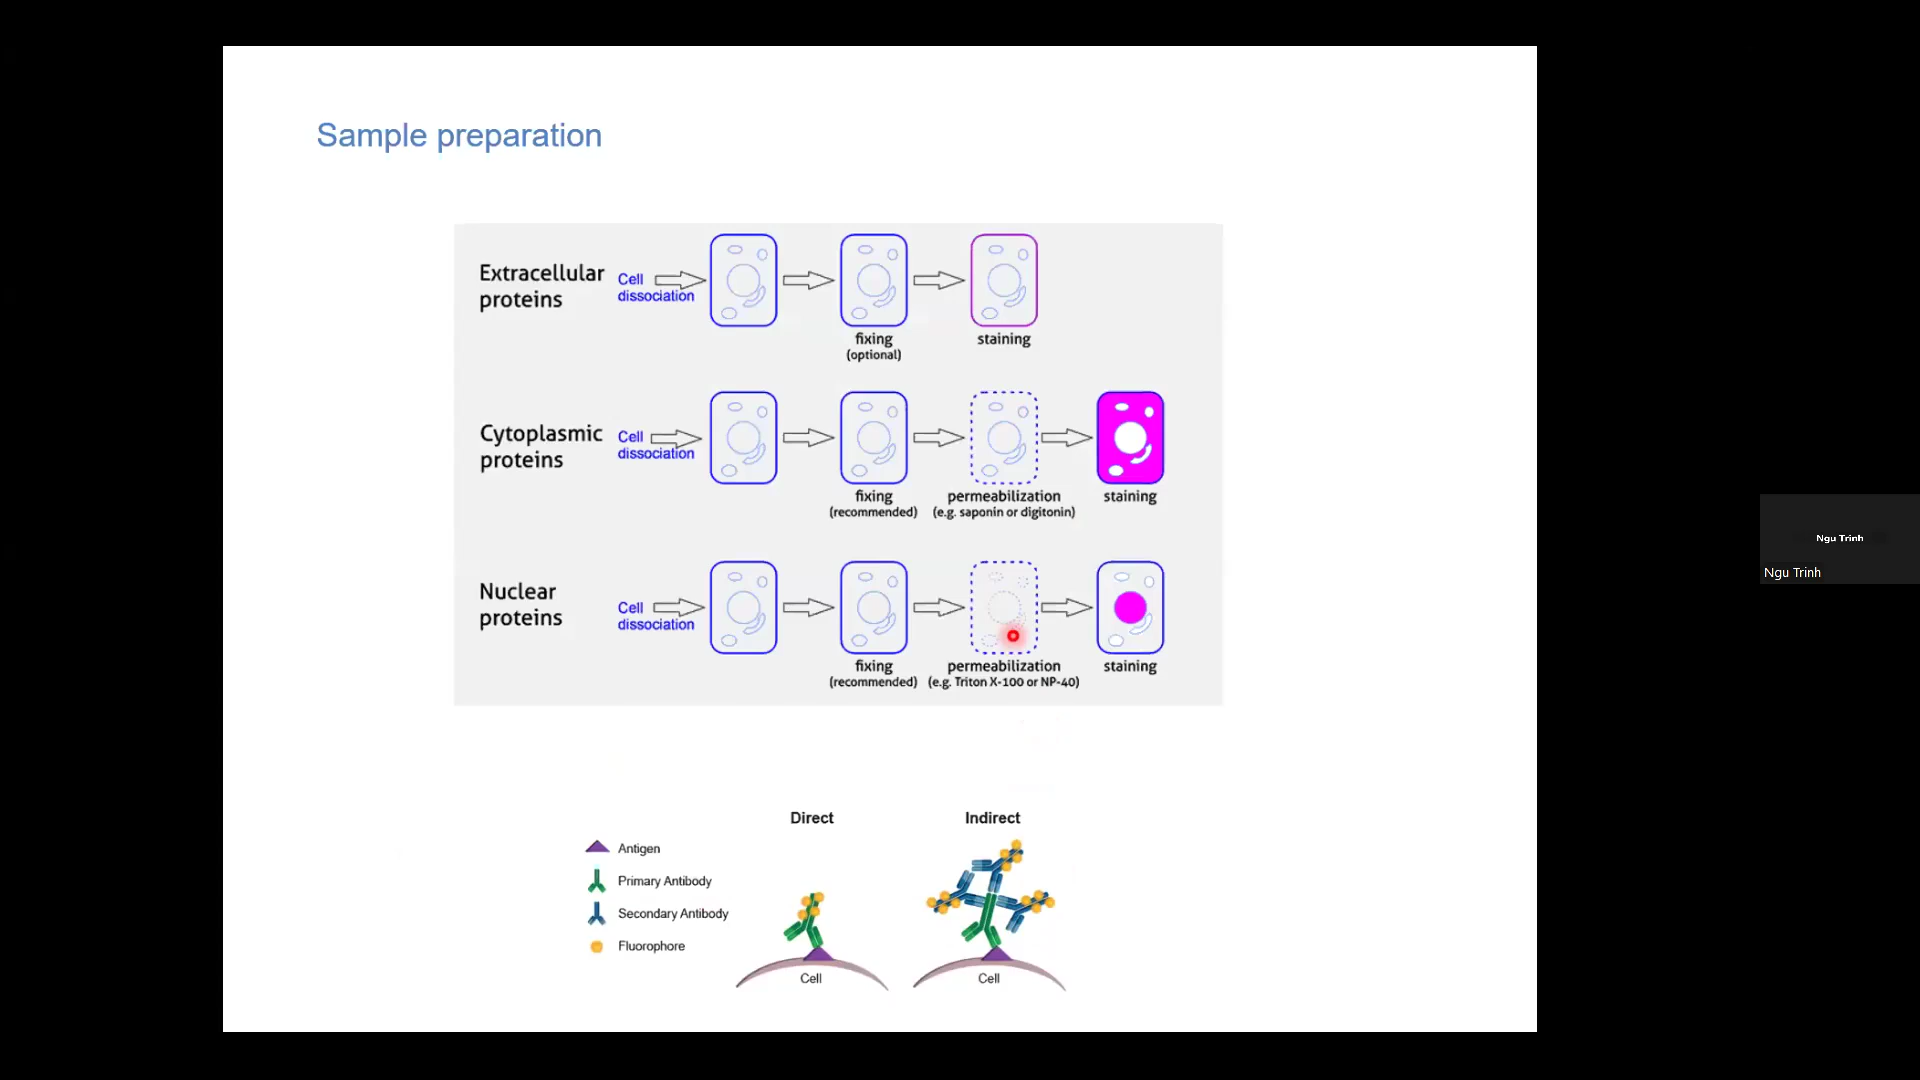 Sample preparation
Extracellular
proteins
Cell
dissociation
fixing
(optional)
staining
Cytoplasmic
proteins
Cell
dissociation
fixing
(recommended)
permeabilization
(e.g. saponin or digitonin)
staining
Nuclear
proteins
Cell
dissociation
fixing
(recommended)
permeabilization
(e.g. Triton X-100 or NP-40)
staining
Direct
Indirect
Antigen
Primary Antibody
Secondary Antibody
Fluorophore
Cell
Cell
Ngu Trinh
Ngu Trinh